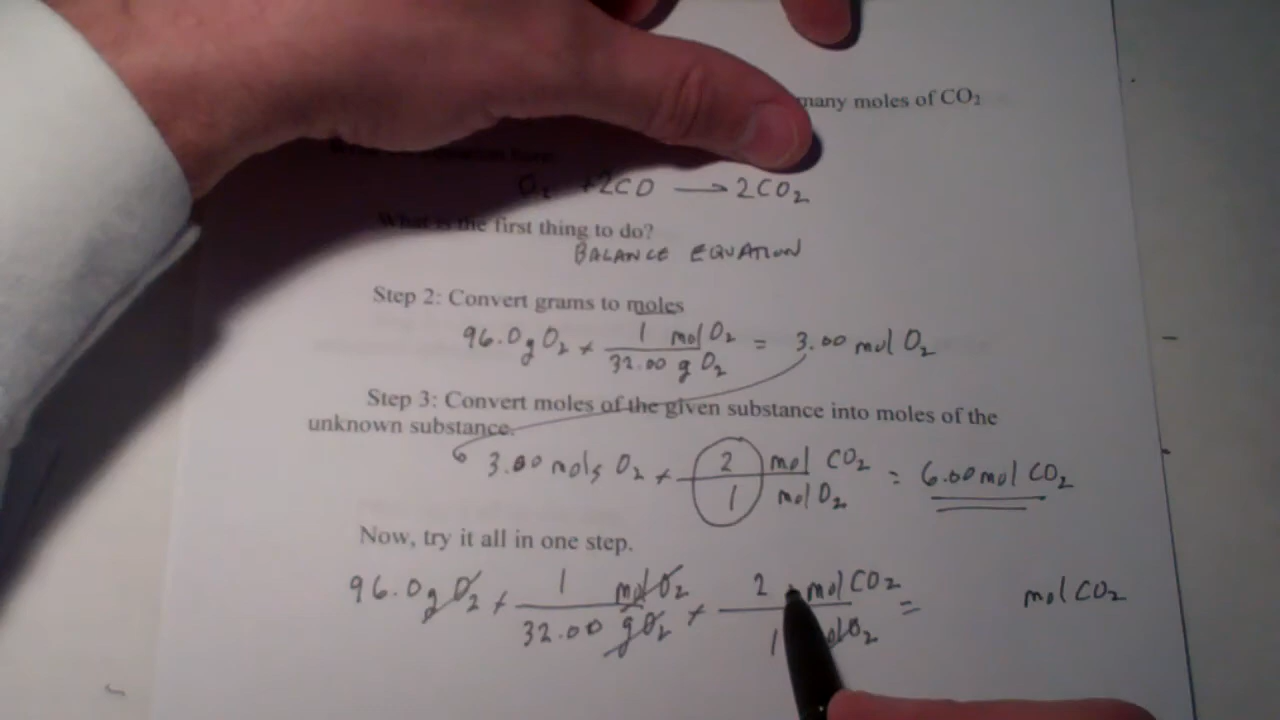 many moles of CO₂
O₂ +2CO → 2CO₂
What is the first thing to do?
BALANCE EQUATION
Step 2: Convert grams to moles
96.0g O₂ × 1 mol O₂ / 32.00 g O₂ = 3.00 mol O₂
Step 3: Convert moles of the given substance into moles of the
unknown substance.
3.00 mols O₂ × 2 mol CO₂ / 1 mol O₂ = 6.00 mol CO₂
Now, try it all in one step.
96.0g O₂ × 1 mol O₂ / 32.00 g O₂ × 2 mol CO₂ / 1 molO₂ = mol CO₂